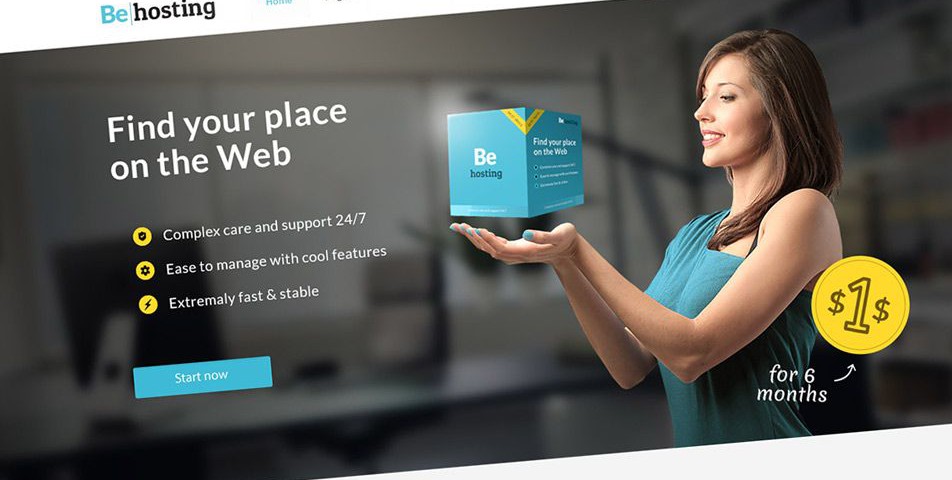 Be|hosting
Home
Find your place
on the Web
Complex care and support 24/7
Ease to manage with cool features
Extremaly fast & stable
Start now
Be
hosting
Be hosting
Find your place
on the Web
$1$
for 6
months